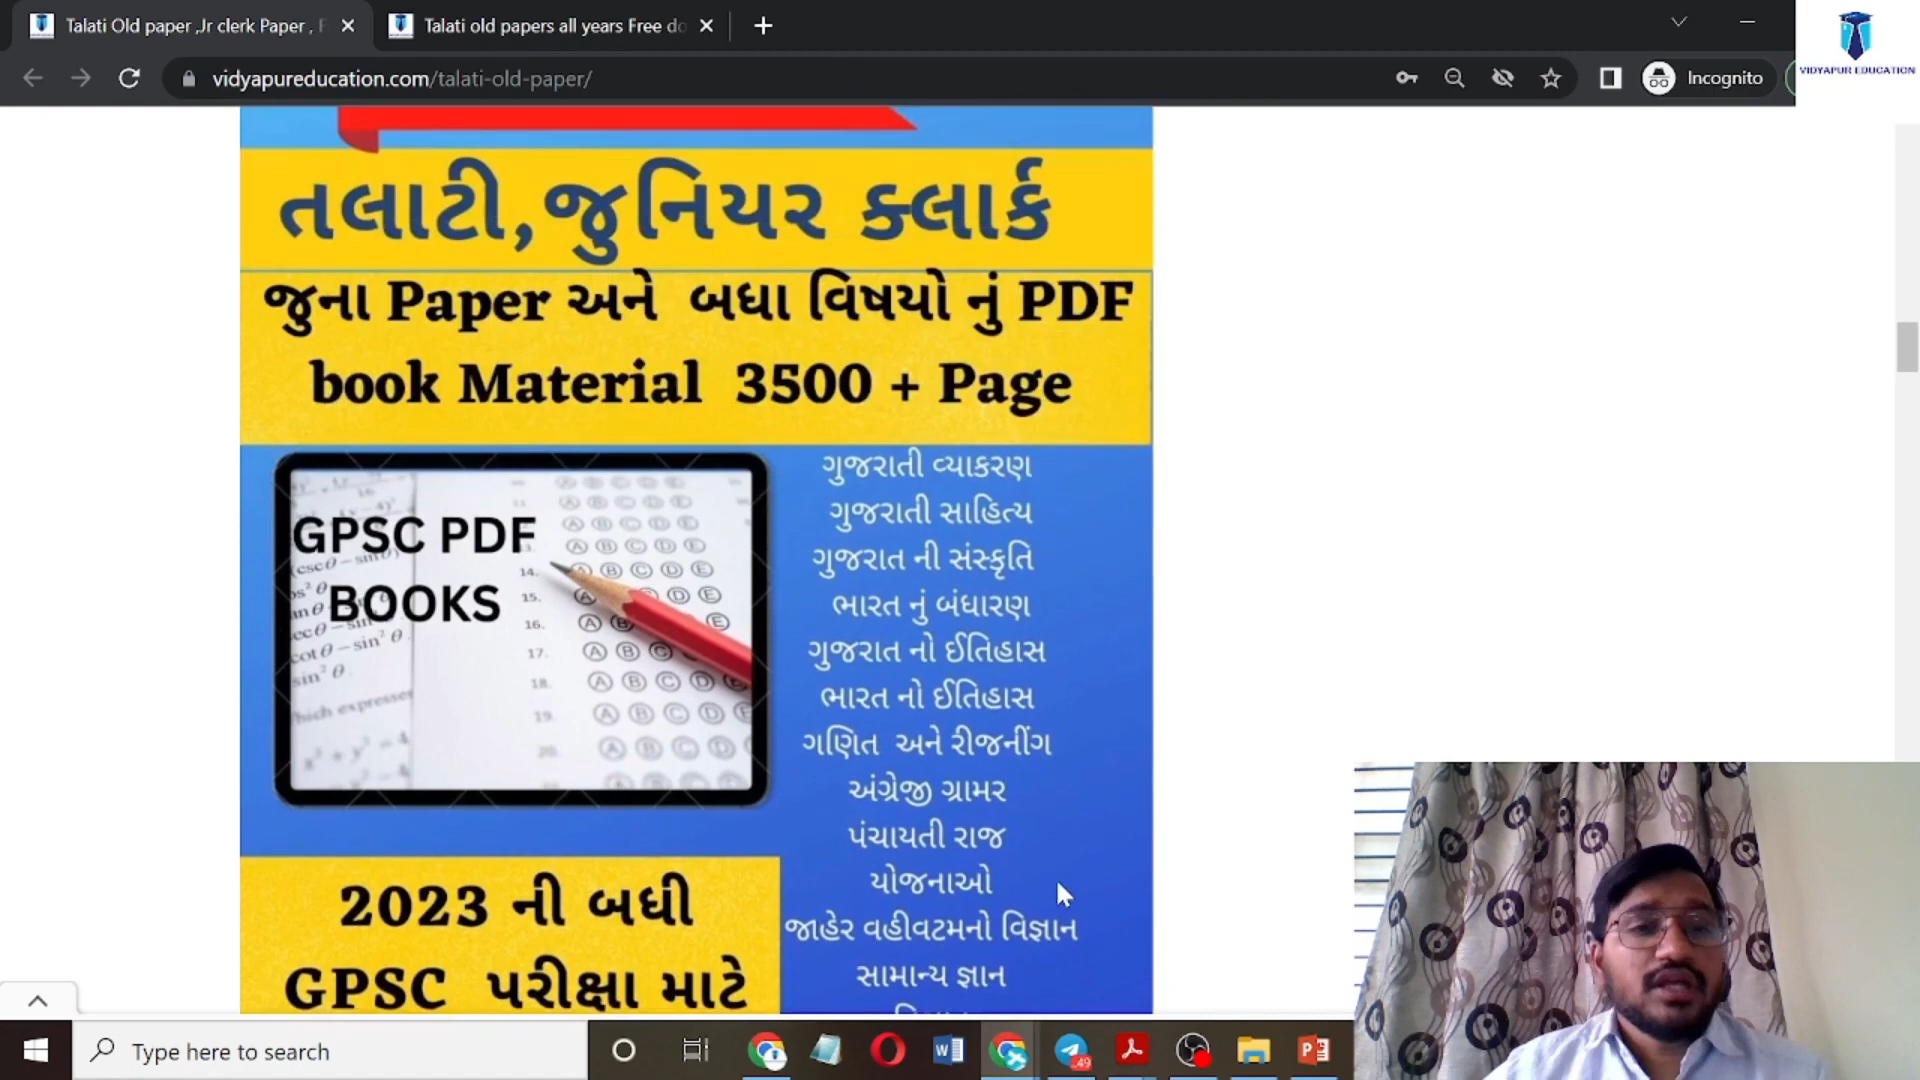 Talati Old paper ,Jr clerk Paper ,
Talati old papers all years Free do
vidyapureducation.com/talati-old-paper/
Incognito
VIDYAPUR EDUCATION
તલાટી,જુનિયર ક્લાર્ક
જુના Paper અને બધા વિષયો નું PDF
book Material 3500 + Page
GPSC PDF
BOOKS
ગુજરાતી વ્યાકરણ
ગુજરાતી સાહિત્ય
ગુજરાત ની સંસ્કૃતિ
ભારત નું બંધારણ
ગુજરાત નો ઈતિહાસ
ભારત નો ઈતિહાસ
ગણિત અને રીજનીંગ
અંગ્રેજી ગ્રામર
પંચાયતી રાજ
યોજનાઓ
જાહેર વહીવટમનો વિજ્ઞાન
સામાન્ય જ્ઞાન
2023 ની બધી
GPSC પરીક્ષા માટે
Type here to search